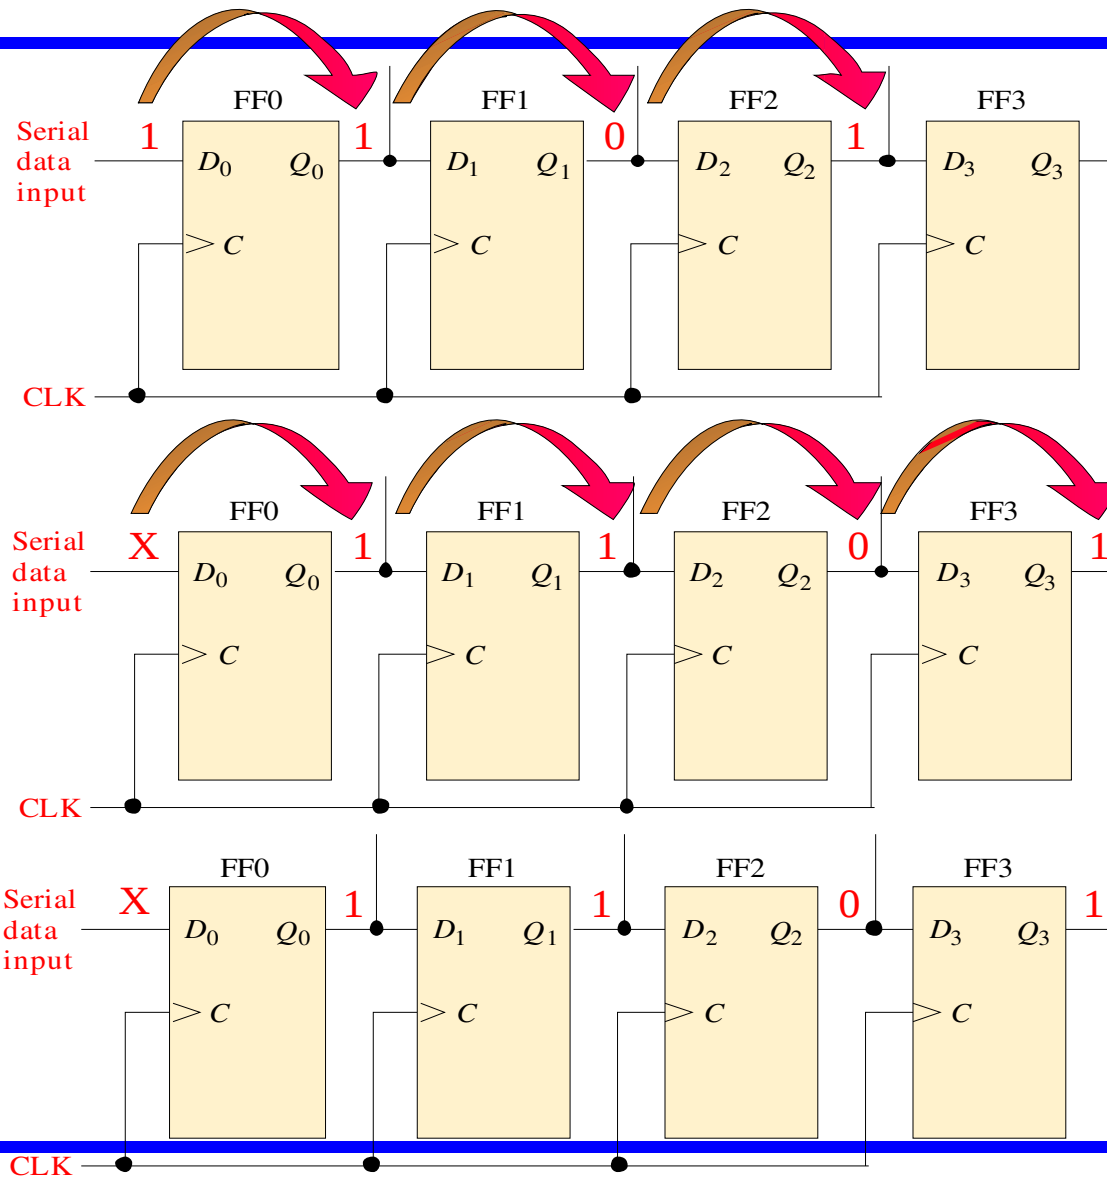 FF0 FF1 FF2 FF3
Serial 1 1 0 1
data D0 Q0 D1 Q1 D2 Q2 D3 Q3
input
C C C C
CLK
FF0 FF1 FF2 FF3
Serial X 1 1 0 1
data D0 Q0 D1 Q1 D2 Q2 D3 Q3
input
C C C C
CLK
FF0 FF1 FF2 FF3
Serial X 1 1 0 1
data D0 Q0 D1 Q1 D2 Q2 D3 Q3
input
C C C C
CLK